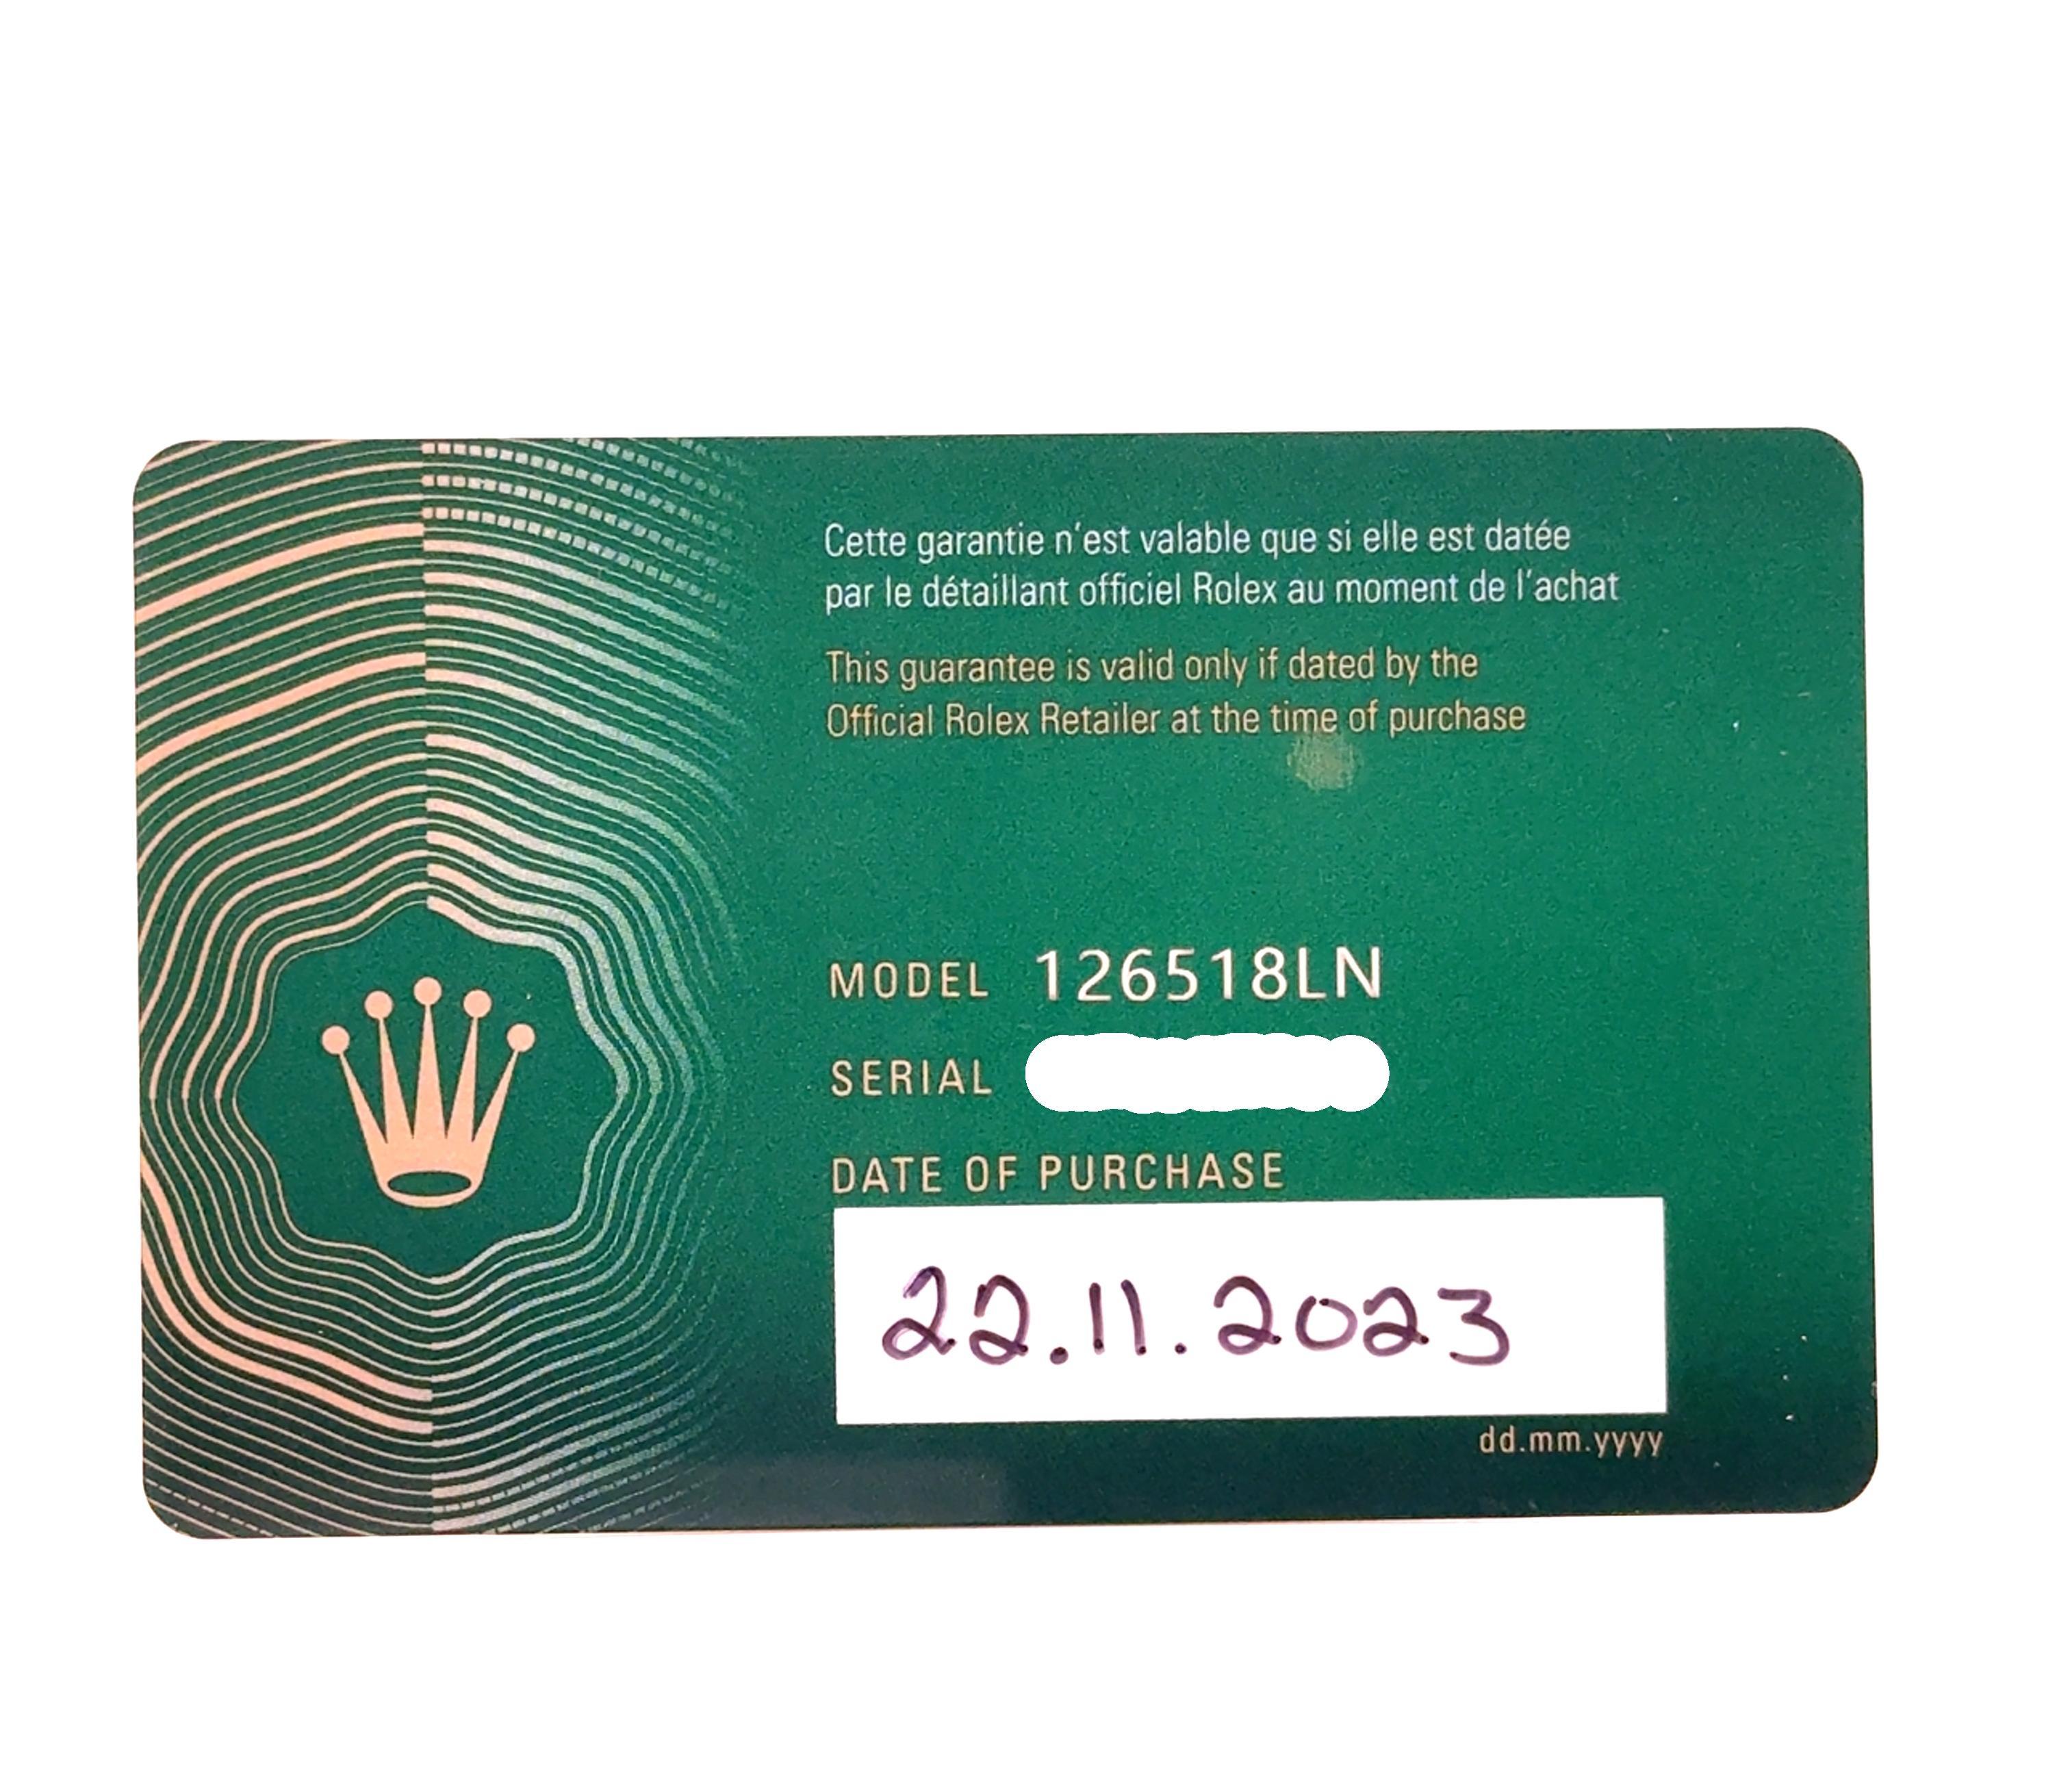 Cette garantie n'est valable que si elle est datée
par le détaillant officiel Rolex au moment de l'achat
This guarantee is valid only if dated by the
Official Rolex Retailer at the time of purchase
MODEL 126518LN
SERIAL
DATE OF PURCHASE
22.11.2023
dd.mm.yyyy